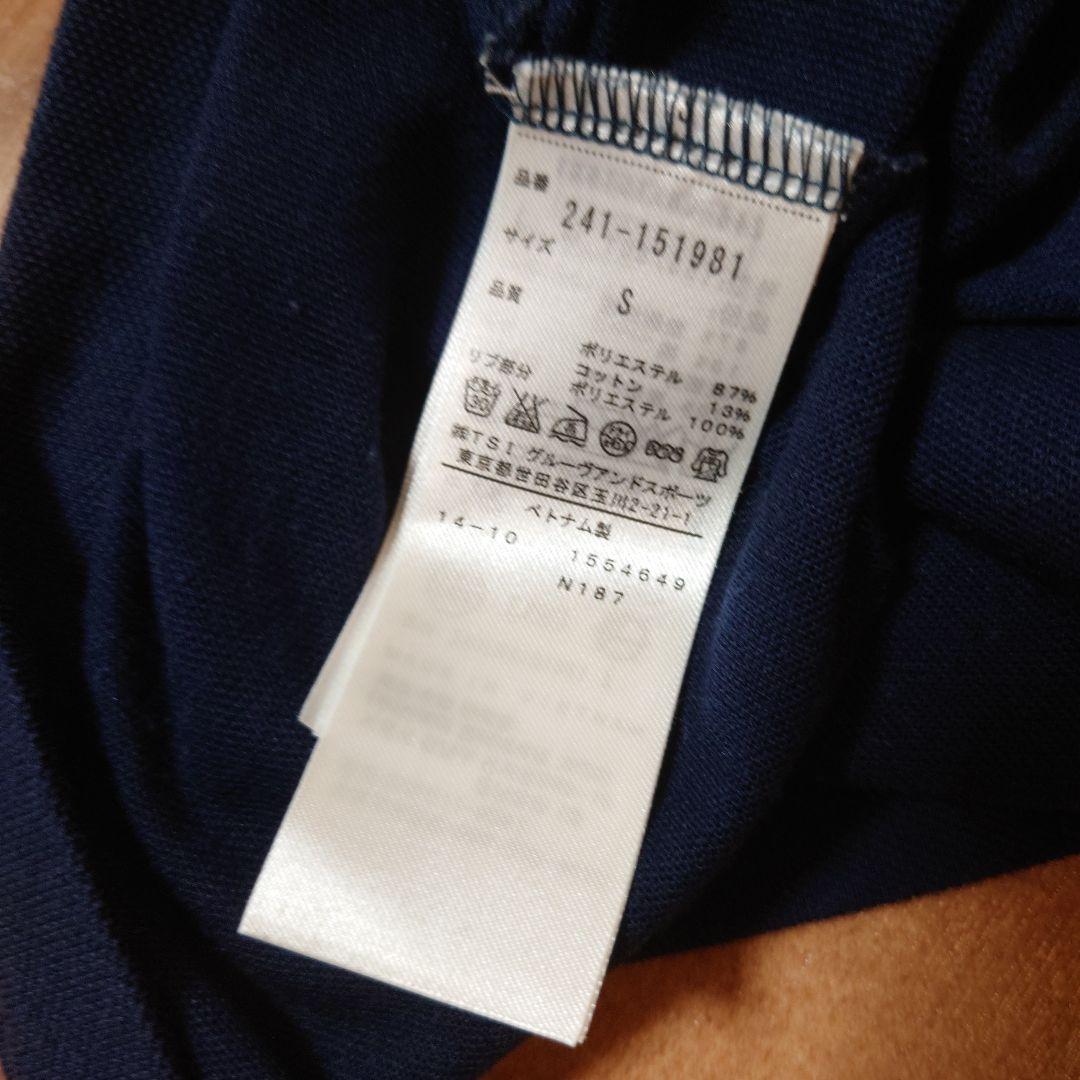 品番
241-151981
サイズ
S
品質
ポリエステル 87%
コットン 13%
リブ部分 ポリエステル 100%
㈱TSI グルーヴアンドスポーツ
東京都世田谷区玉川2-21-1
ベトナム製
14-10 1554649
N187